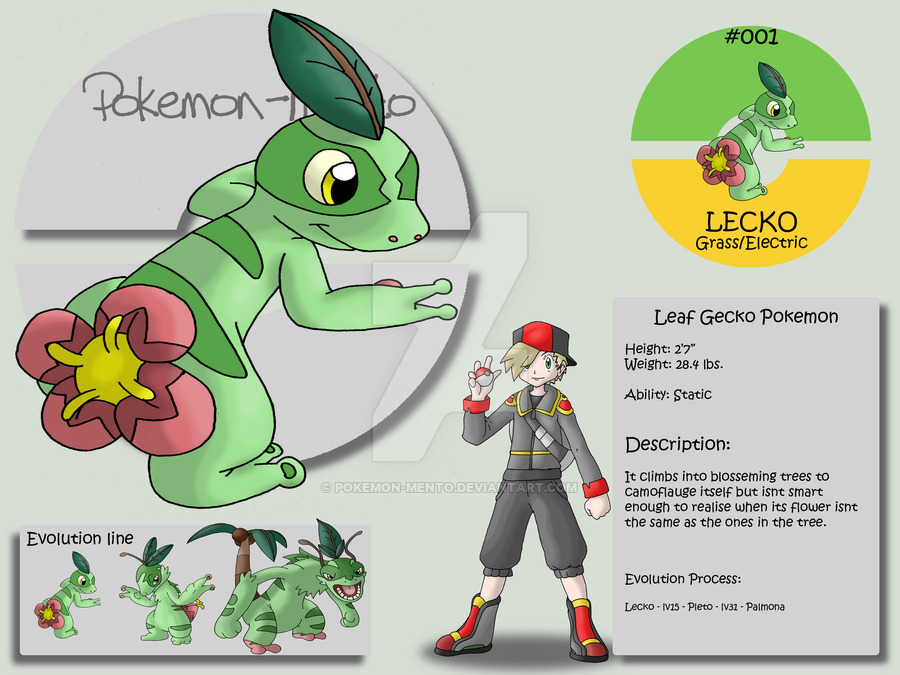 Pokemon-Mento
#001
LECKO
Grass/Electric
Leaf Gecko Pokemon
Height: 2'7"
Weight: 28.4 lbs.
Ability: Static
Description:
It climbs into blosseming trees to
camoflauge itself but isnt smart
enough to realise when its flower isnt
the same as the ones in the tree.
Evolution Process:
Lecko - lv15 - Pleto - lv31 - Palmona
© POKEMON-MENTO.DEVIANTART.COM
Evolution line